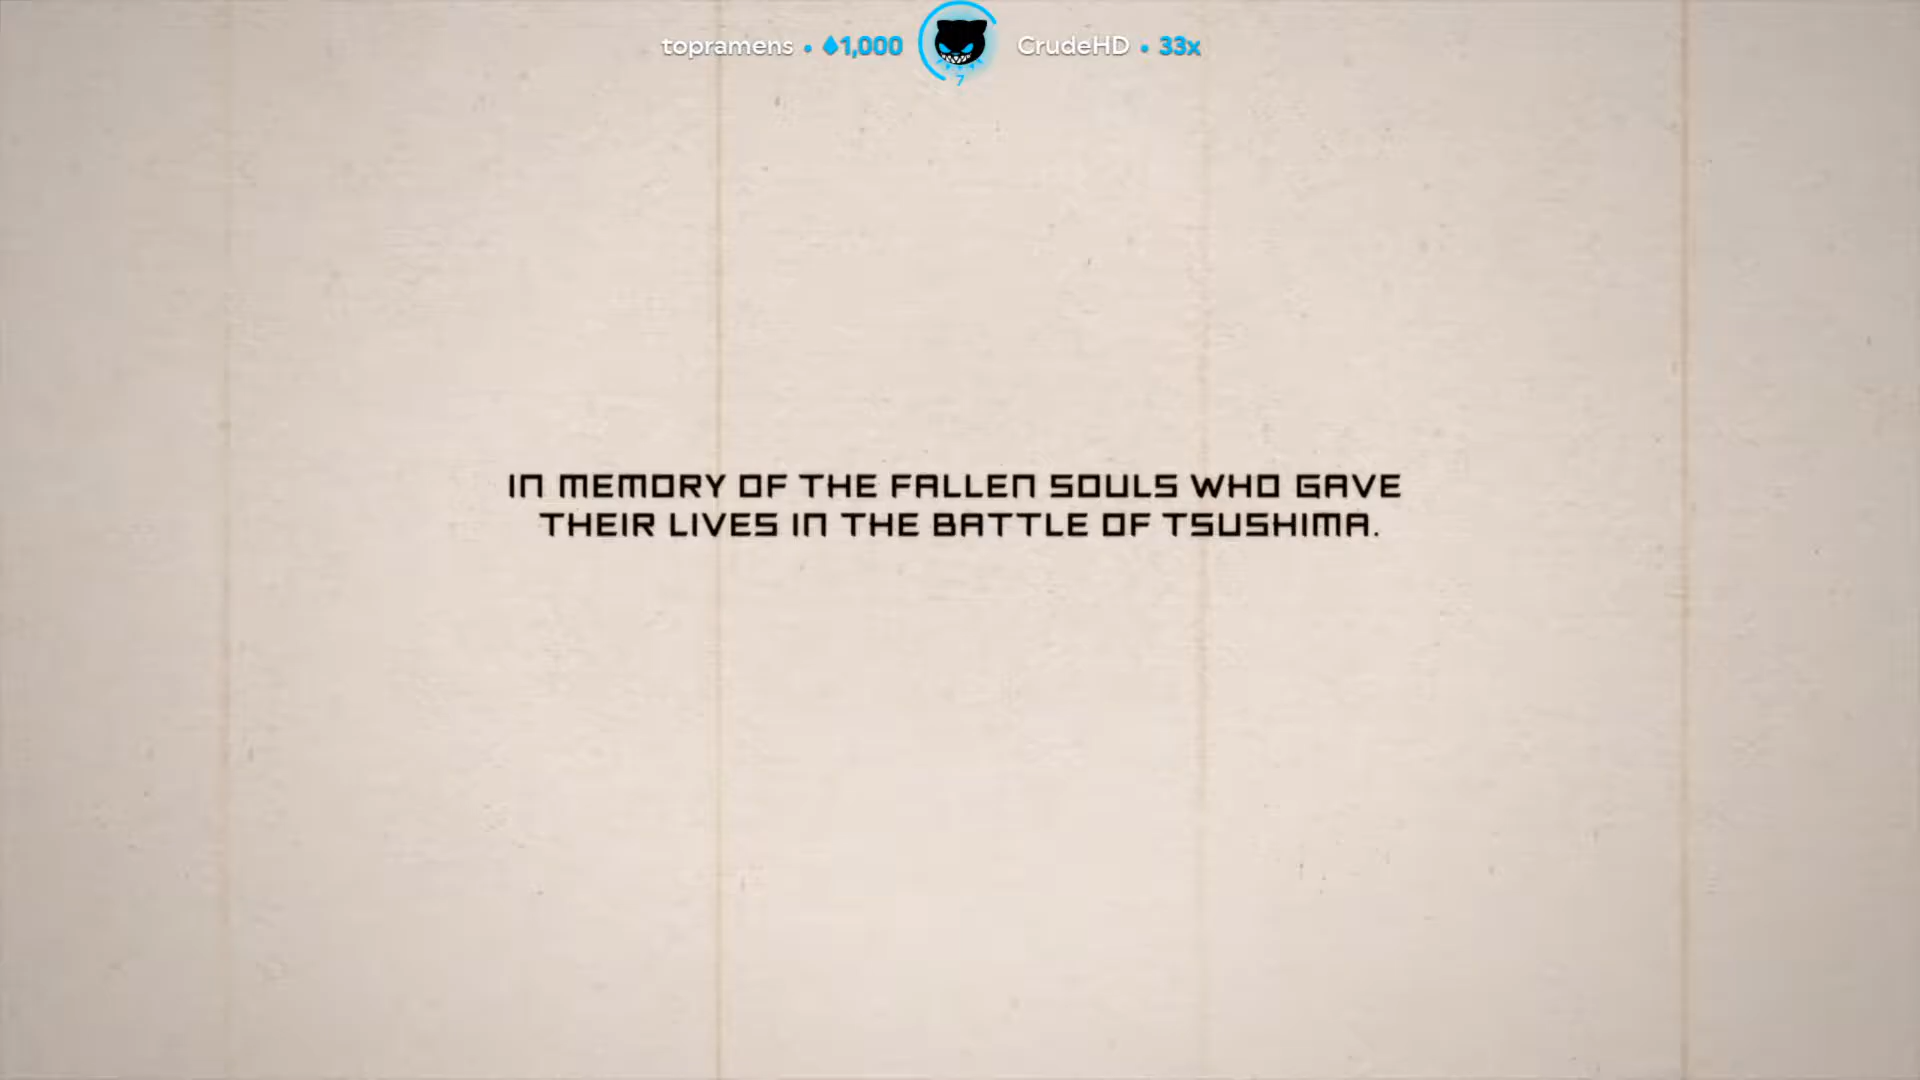 topramens • 1,000 CrudeHD • 33x
7
IN MEMORY OF THE FALLEN SOULS WHO GAVE
THEIR LIVES IN THE BATTLE OF TSUSHIMA.